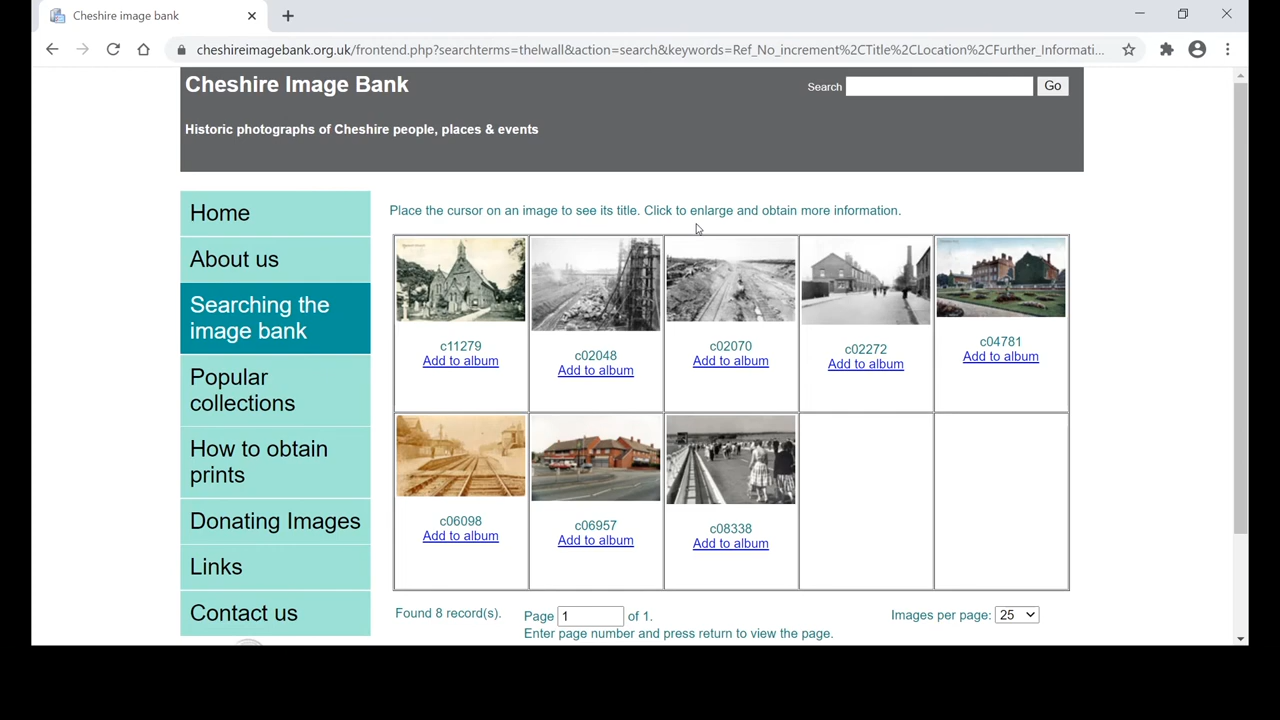 Cheshire image bank
cheshireimagebank.org.uk/frontend.php?searchterms=thelwall&action=search&keywords=Ref_No_increment%2CTitle%2CLocation%2CFurther_Informati...
Cheshire Image Bank
Search
Go
Historic photographs of Cheshire people, places & events
Home
About us
Searching the
image bank
Popular
collections
How to obtain
prints
Donating Images
Links
Contact us
Place the cursor on an image to see its title. Click to enlarge and obtain more information.
c11279
Add to album
c02048
Add to album
c02070
Add to album
c02272
Add to album
c04781
Add to album
c06098
Add to album
c06957
Add to album
c08338
Add to album
Found 8 record(s).
Page 1 of 1.
Enter page number and press return to view the page.
Images per page: 25